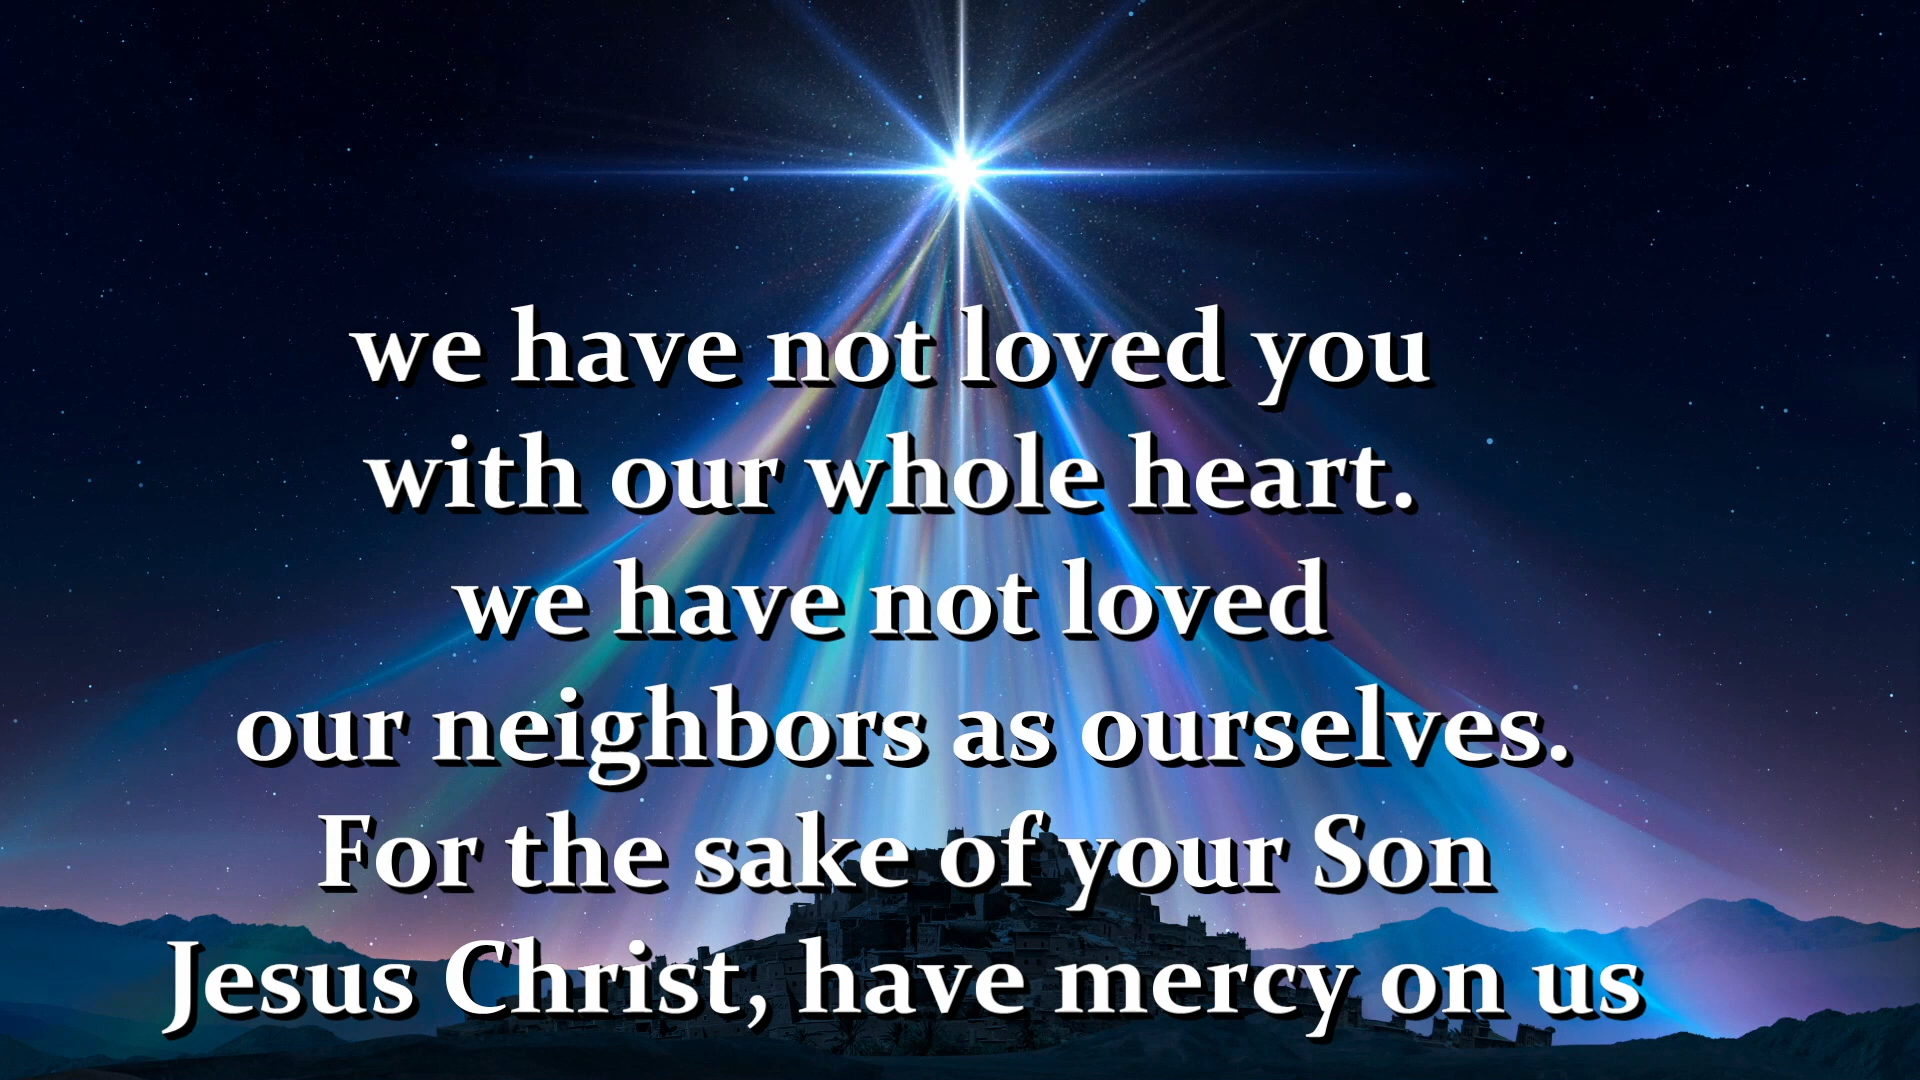 we have not loved you
with our whole heart.
we have not loved
our neighbors as ourselves.
For the sake of your Son
Jesus Christ, have mercy on us